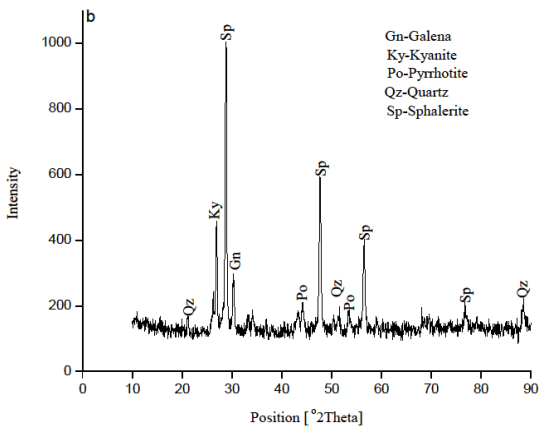 b
Gn-Galena
Ky-Kyanite
Po-Pyrrhotite
Qz-Quartz
Sp-Sphalerite
Intensity
1000
800
600
400
200
0
Qz
Ky
Sp
Gn
Po
Sp
Qz
Po
Sp
Sp
Qz
0 10 20 30 40 50 60 70 80 90
Position [°2Theta]